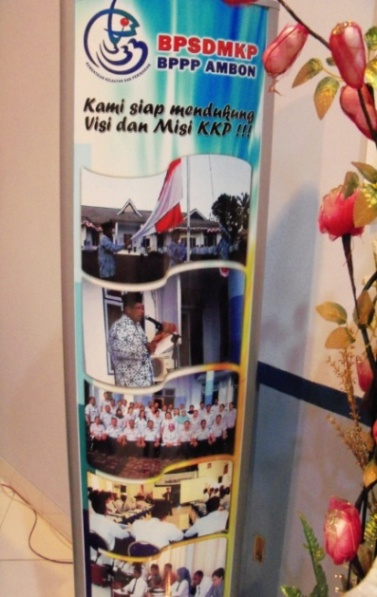 BPSDMKP
BPPP AMBON
Kami siap mendukung
Visi dan Misi KKP !!!